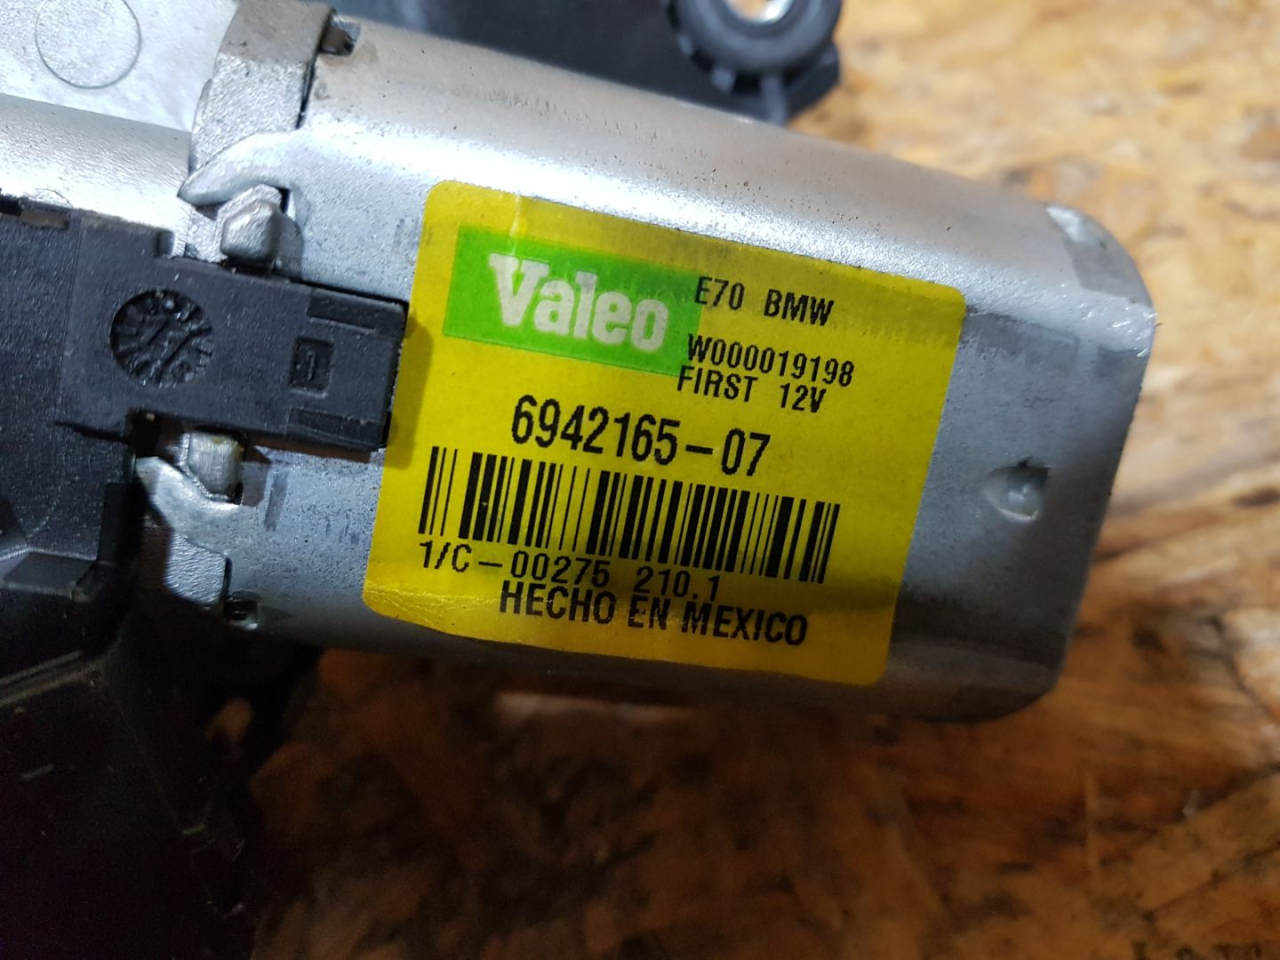 Valeo
E70 BMW
W000019198
FIRST 12V
6942165-07
1/C-00275 210.1
HECHO EN MEXICO